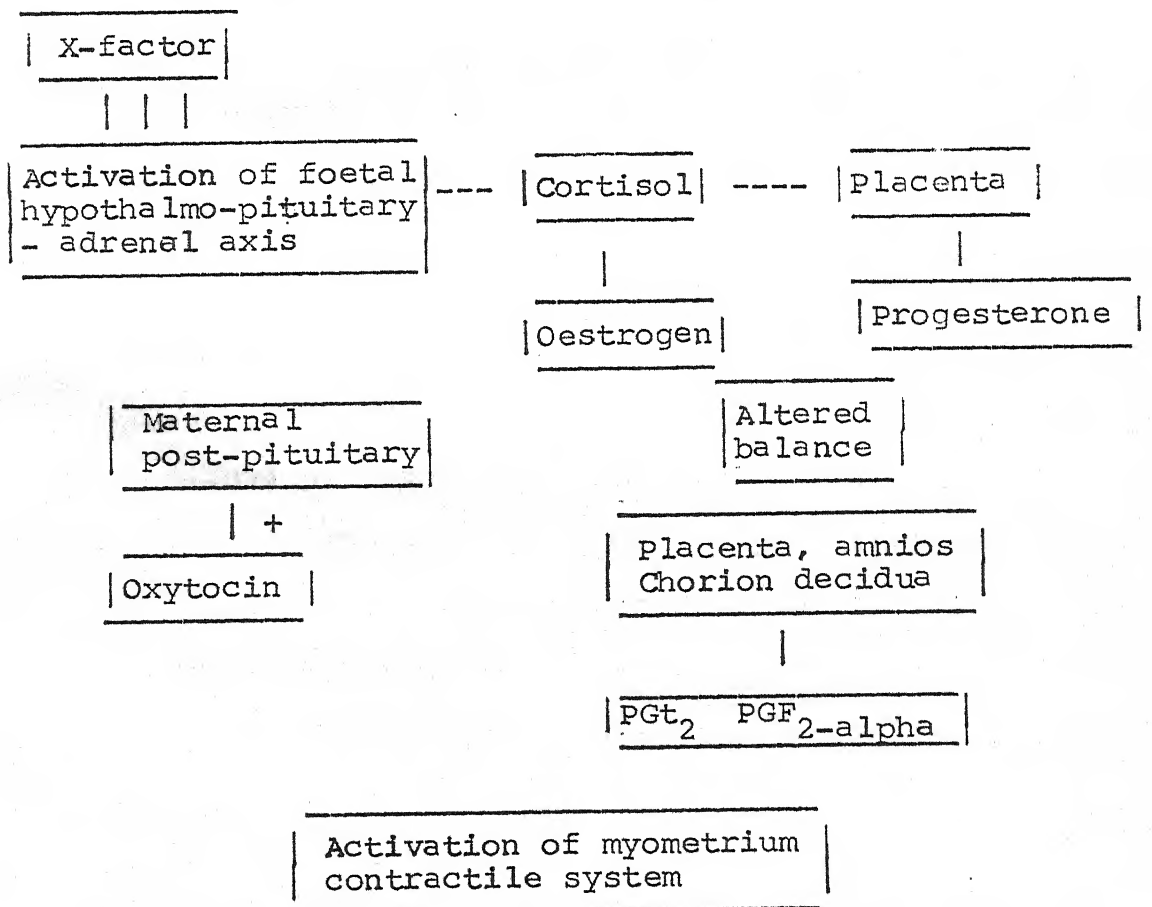 X-factor
Activation of foetal
hypothalmo-pituitary
- adrenal axis
---
Cortisol
----
Placenta
Oestrogen
Progesterone
Maternal
post-pituitary
+
Oxytocin
Altered
balance
Placenta, amnios
Chorion decidua
PGt2 PGF2-alpha
Activation of myometrium
contractile system